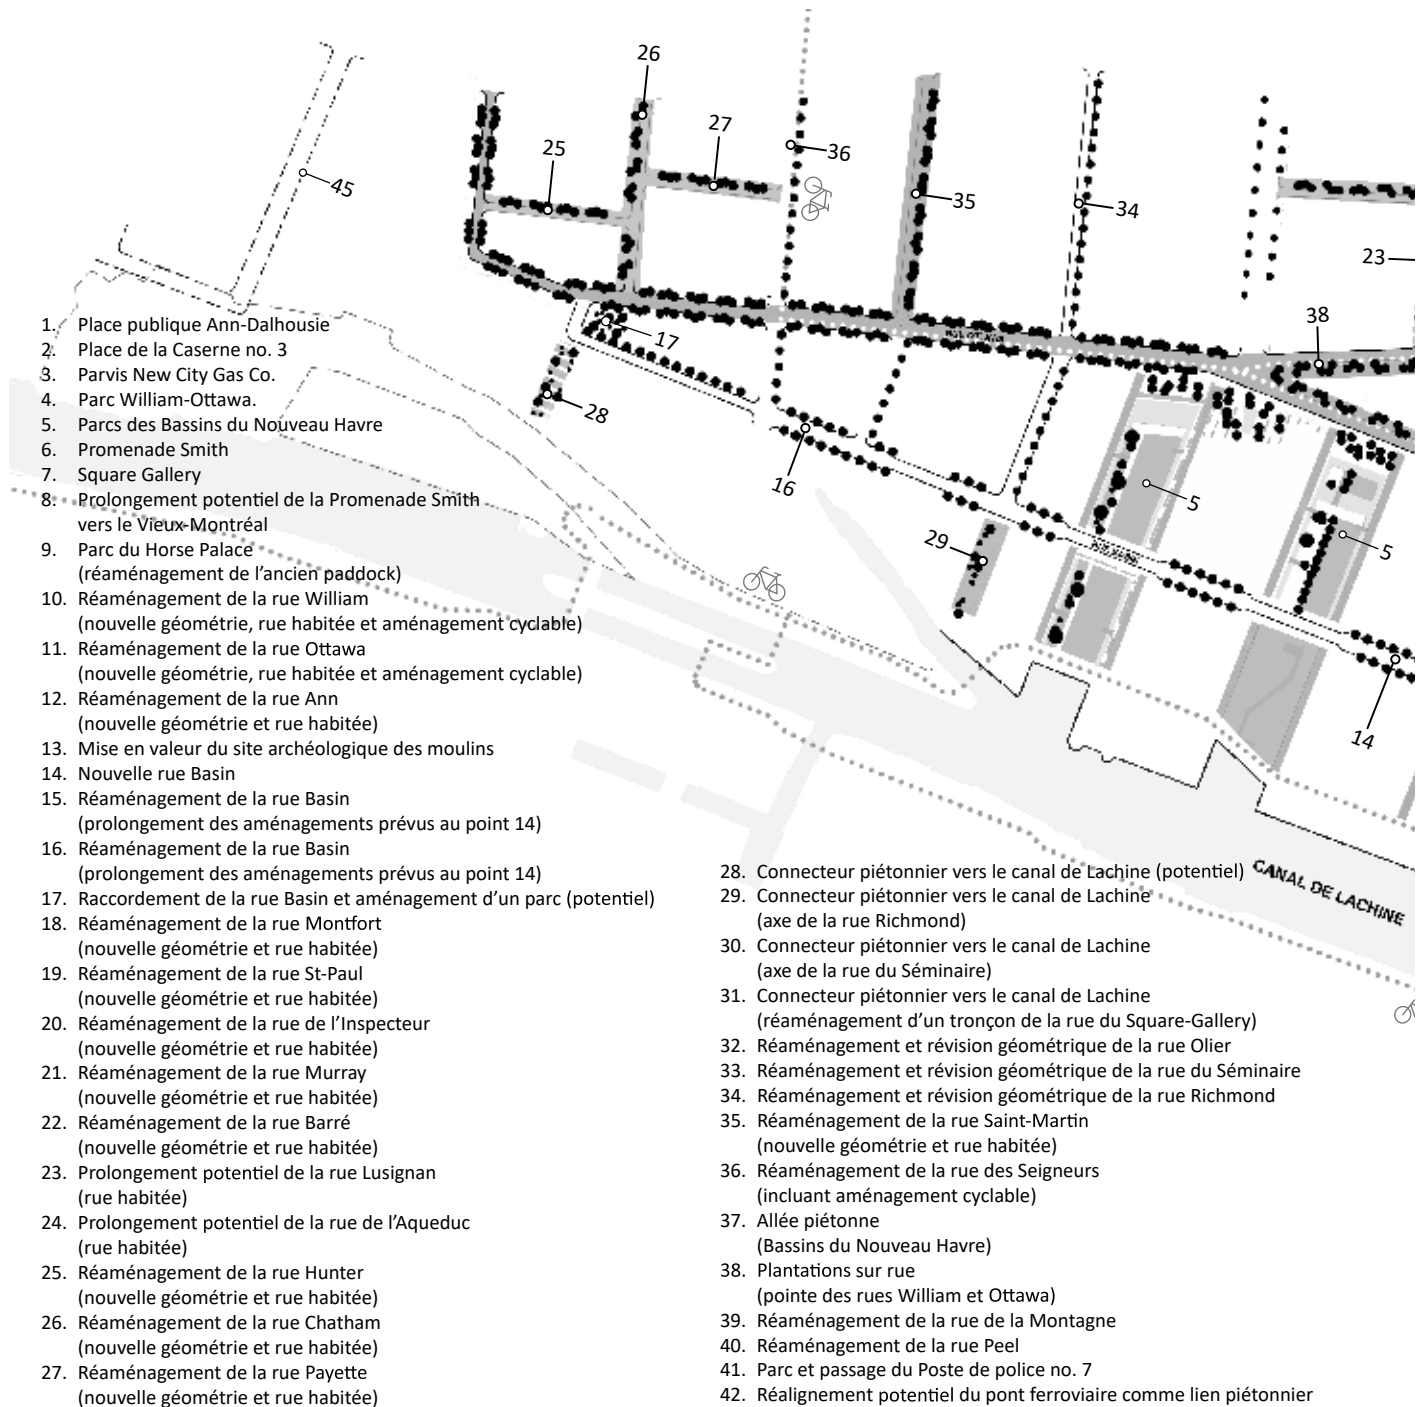 26
27
25
36
45
35
34
23
38
17
28
16
5
29
5
14
CANAL DE LACHINE
1. Place publique Ann-Dalhousie
2. Place de la Caserne no. 3
3. Parvis New City Gas Co.
4. Parc William-Ottawa.
5. Parcs des Bassins du Nouveau Havre
6. Promenade Smith
7. Square Gallery
8. Prolongement potentiel de la Promenade Smith
vers le Vieux-Montréal
9. Parc du Horse Palace
(réaménagement de l'ancien paddock)
10. Réaménagement de la rue William
(nouvelle géométrie, rue habitée et aménagement cyclable)
11. Réaménagement de la rue Ottawa
(nouvelle géométrie, rue habitée et aménagement cyclable)
12. Réaménagement de la rue Ann
(nouvelle géométrie et rue habitée)
13. Mise en valeur du site archéologique des moulins
14. Nouvelle rue Basin
15. Réaménagement de la rue Basin
(prolongement des aménagements prévus au point 14)
16. Réaménagement de la rue Basin
(prolongement des aménagements prévus au point 14)
17. Raccordement de la rue Basin et aménagement d'un parc (potentiel)
18. Réaménagement de la rue Montfort
(nouvelle géométrie et rue habitée)
19. Réaménagement de la rue St-Paul
(nouvelle géométrie et rue habitée)
20. Réaménagement de la rue de l'Inspecteur
(nouvelle géométrie et rue habitée)
21. Réaménagement de la rue Murray
(nouvelle géométrie et rue habitée)
22. Réaménagement de la rue Barré
(nouvelle géométrie et rue habitée)
23. Prolongement potentiel de la rue Lusignan
(rue habitée)
24. Prolongement potentiel de la rue de l'Aqueduc
(rue habitée)
25. Réaménagement de la rue Hunter
(nouvelle géométrie et rue habitée)
26. Réaménagement de la rue Chatham
(nouvelle géométrie et rue habitée)
27. Réaménagement de la rue Payette
(nouvelle géométrie et rue habitée)
28. Connecteur piétonnier vers le canal de Lachine (potentiel)
29. Connecteur piétonnier vers le canal de Lachine
(axe de la rue Richmond)
30. Connecteur piétonnier vers le canal de Lachine
(axe de la rue du Séminaire)
31. Connecteur piétonnier vers le canal de Lachine
(réaménagement d'un tronçon de la rue du Square-Gallery)
32. Réaménagement et révision géométrique de la rue Olier
33. Réaménagement et révision géométrique de la rue du Séminaire
34. Réaménagement et révision géométrique de la rue Richmond
35. Réaménagement de la rue Saint-Martin
(nouvelle géométrie et rue habitée)
36. Réaménagement de la rue des Seigneurs
(incluant aménagement cyclable)
37. Allée piétonne
(Bassins du Nouveau Havre)
38. Plantations sur rue
(pointe des rues William et Ottawa)
39. Réaménagement de la rue de la Montagne
40. Réaménagement de la rue Peel
41. Parc et passage du Poste de police no. 7
42. Réalignement potentiel du pont ferroviaire comme lien piétonnier